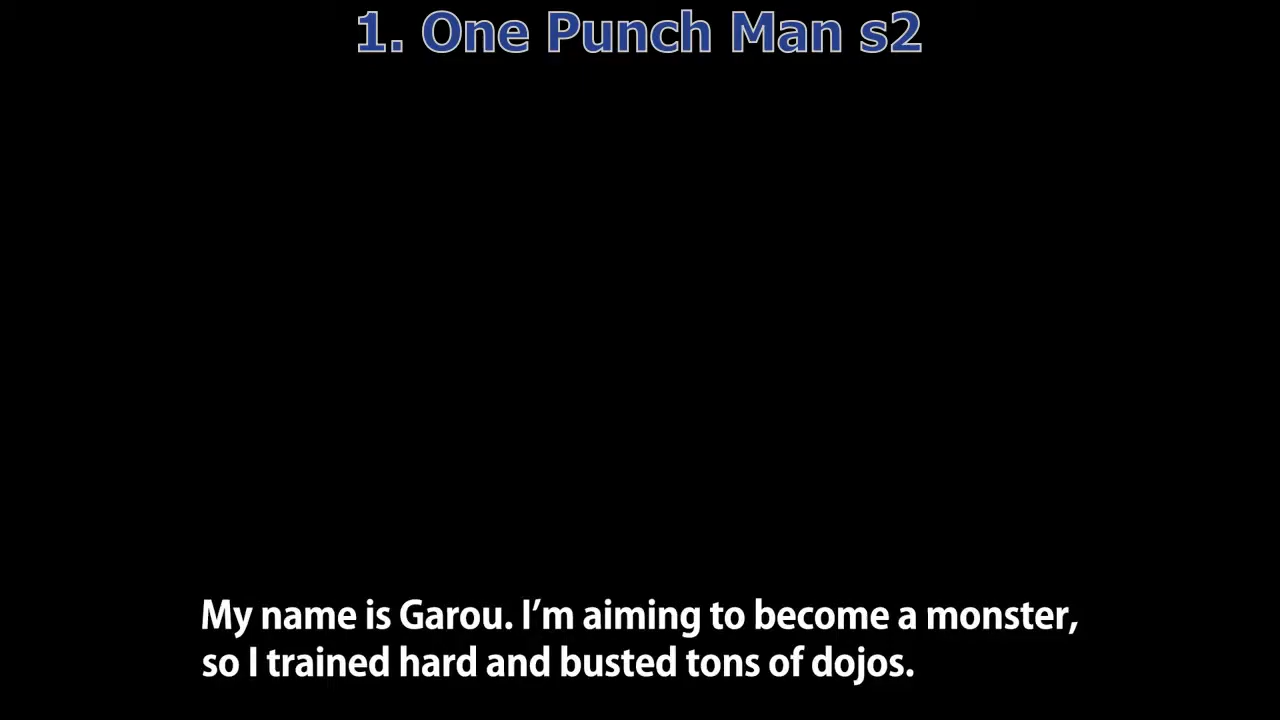 1. One Punch Man s2
My name is Garou. I’m aiming to become a monster,
so I trained hard and busted tons of dojos.